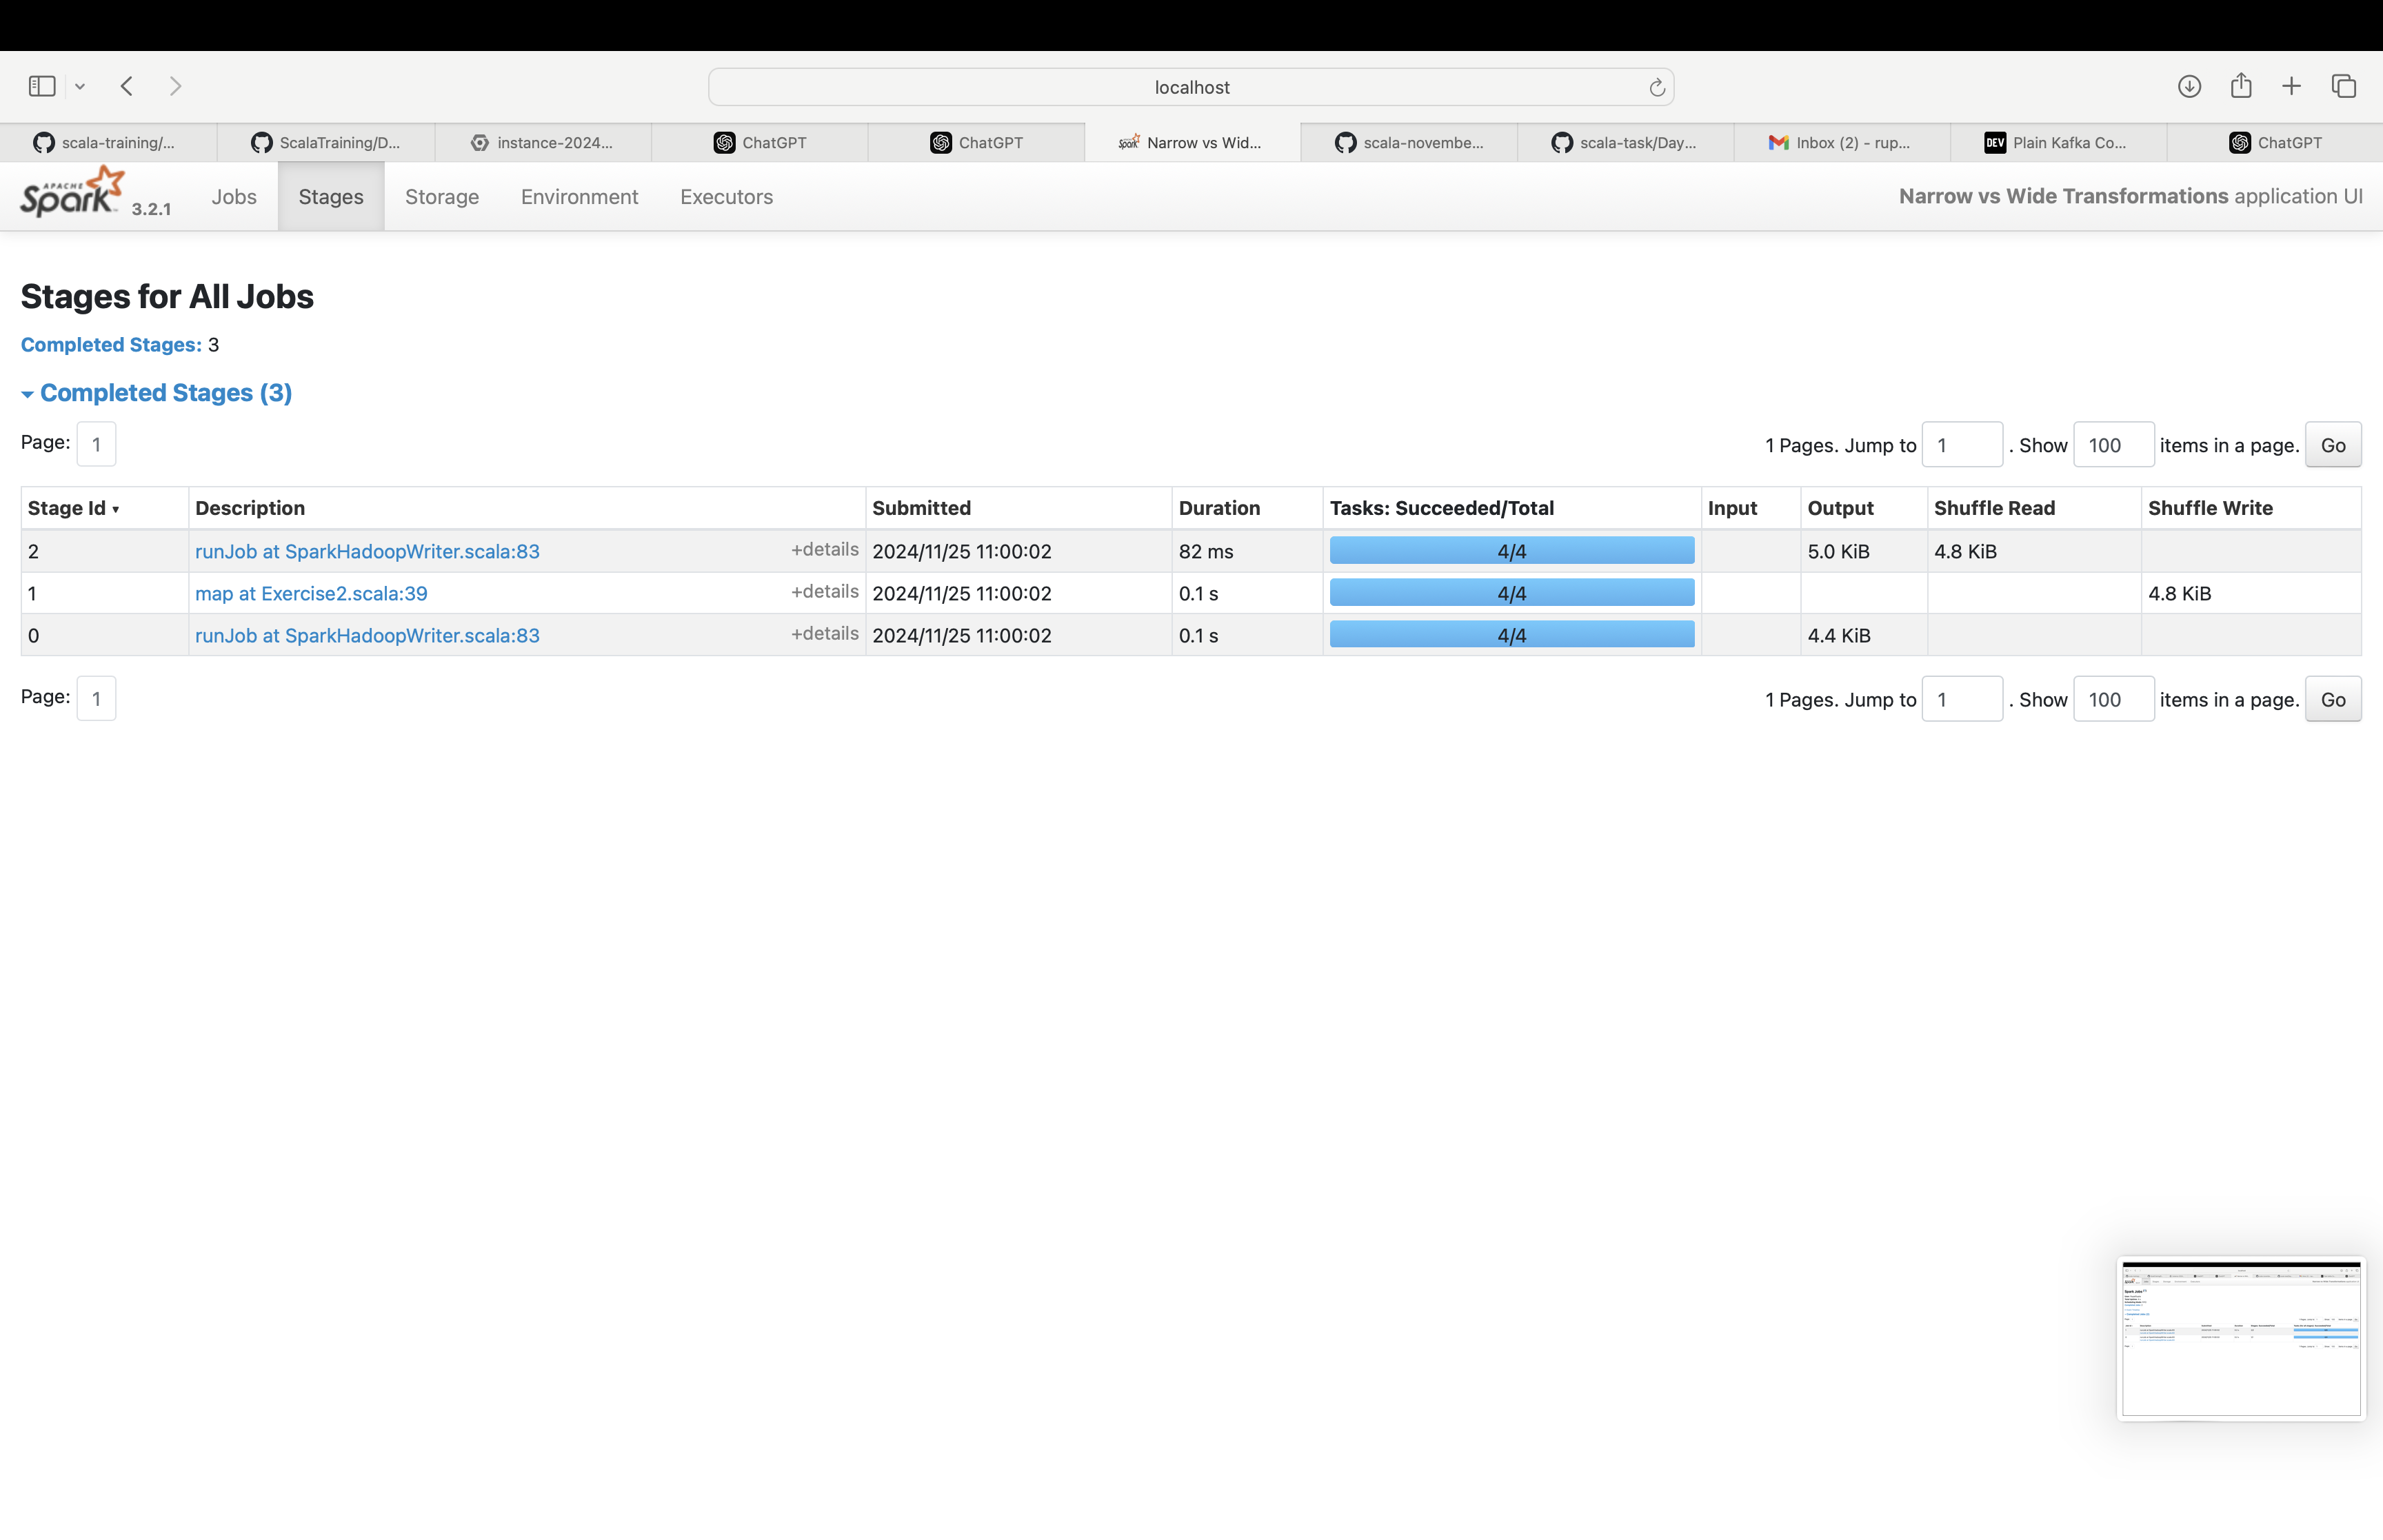 localhost
scala-training/...
ScalaTraining/D...
instance-2024...
ChatGPT
ChatGPT
Narrow vs Wid...
scala-novembe...
scala-task/Day...
Inbox (2) - rup...
DEV Plain Kafka Co...
ChatGPT
APACHE Spark 3.2.1 Jobs Stages Storage Environment Executors Narrow vs Wide Transformations application UI
Stages for All Jobs
Completed Stages: 3
Completed Stages (3)
Page: 1 1 Pages. Jump to 1 . Show 100 items in a page. Go
Stage Id ▾ Description Submitted Duration Tasks: Succeeded/Total Input Output Shuffle Read Shuffle Write
2 runJob at SparkHadoopWriter.scala:83 +details 2024/11/25 11:00:02 82 ms 4/4 5.0 KiB 4.8 KiB
1 map at Exercise2.scala:39 +details 2024/11/25 11:00:02 0.1 s 4/4 4.8 KiB
0 runJob at SparkHadoopWriter.scala:83 +details 2024/11/25 11:00:02 0.1 s 4/4 4.4 KiB
Page: 1 1 Pages. Jump to 1 . Show 100 items in a page. Go